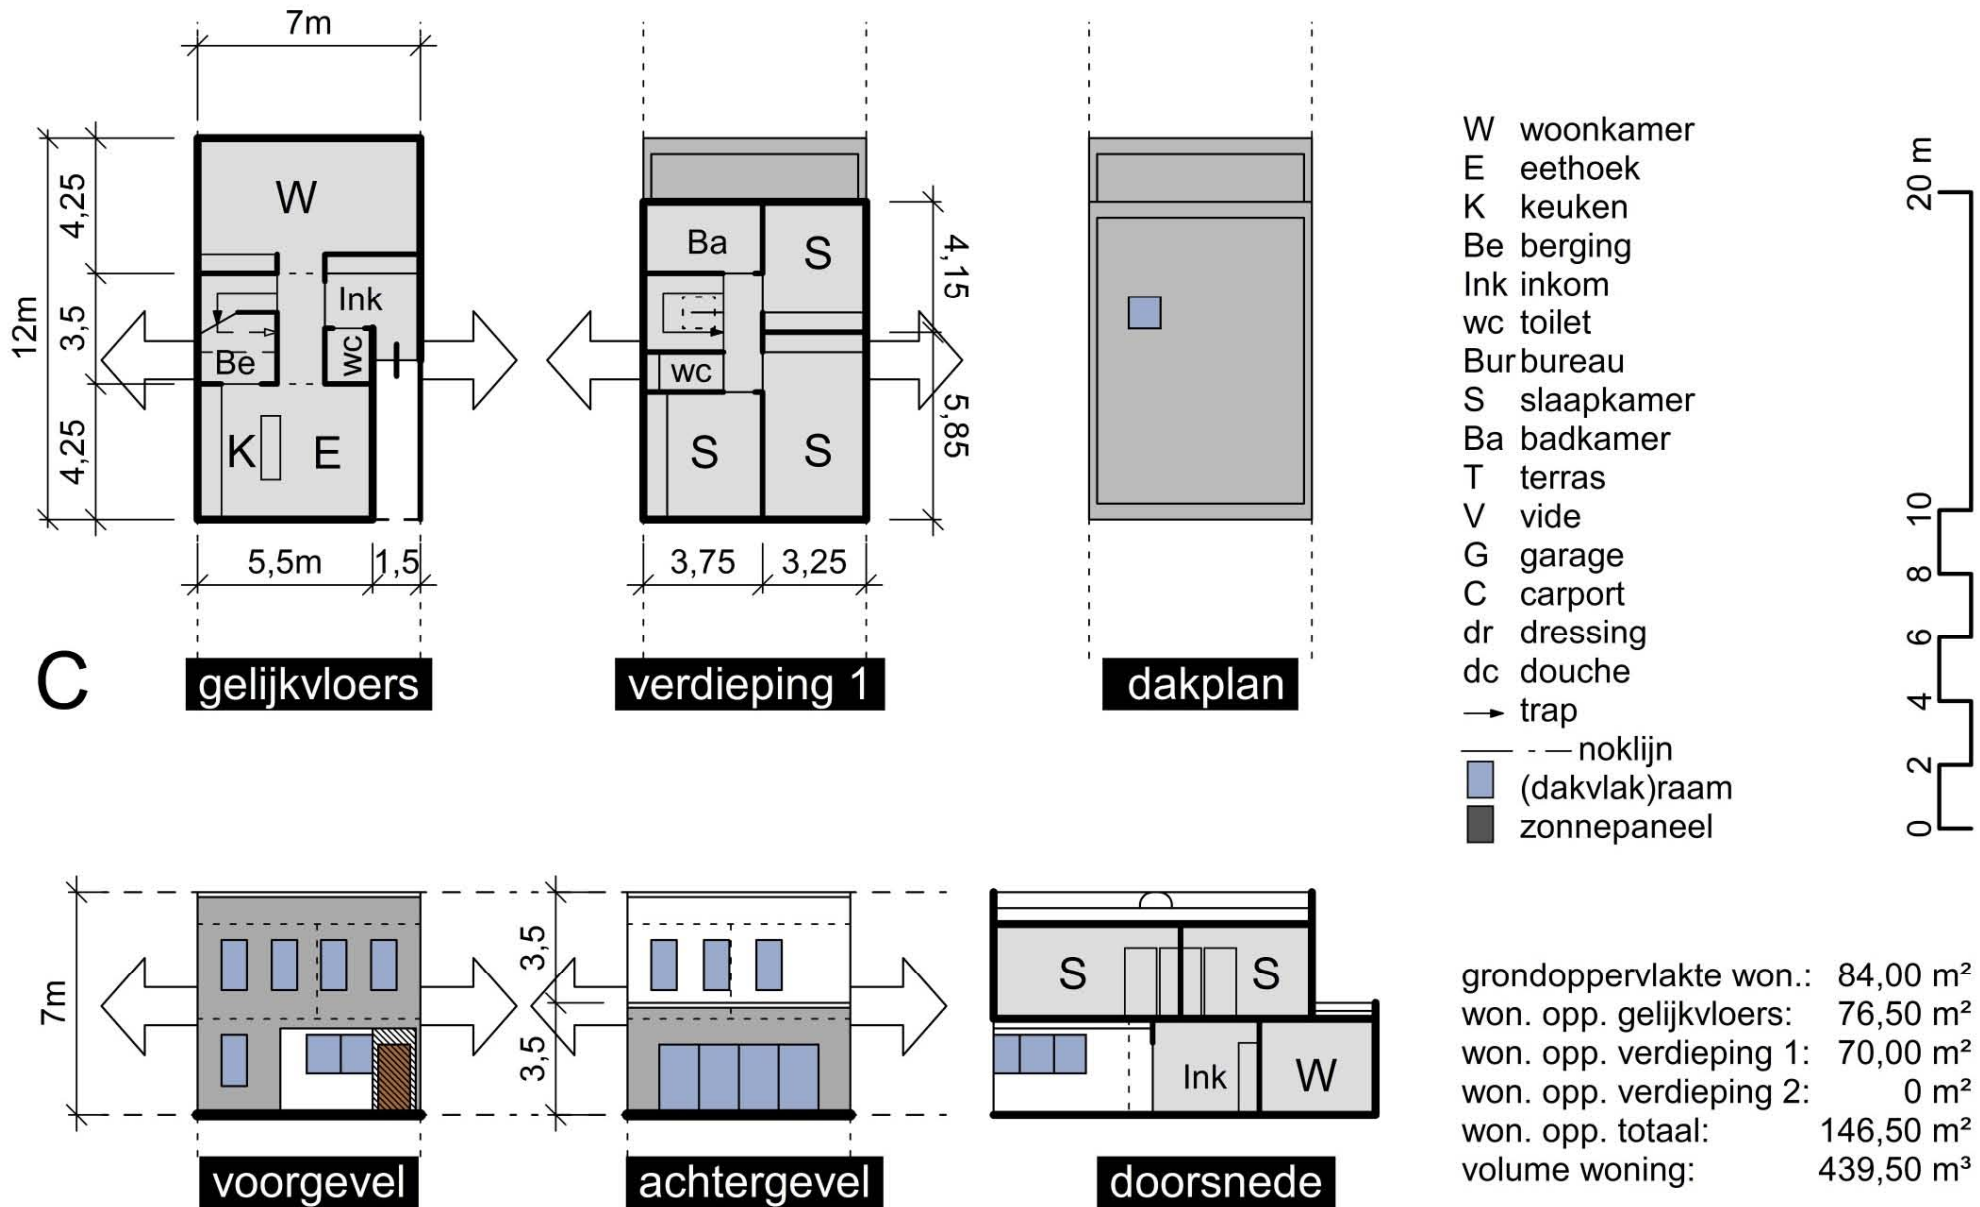 7m
12m
4,25
3,5
4,25
W
Ink
Be
wc
K
E
5,5m
1,5
Ba
S
wc
S
S
4,15
5,85
3,75
3,25
C
gelijkvloers
verdieping 1
dakplan
W woonkamer
E eethoek
K keuken
Be berging
Ink inkom
wc toilet
Bur bureau
S slaapkamer
Ba badkamer
T terras
V vide
G garage
C carport
dr dressing
dc douche
trap
noklijn
(dakvlak)raam
zonnepaneel
20 m
10
8
6
4
2
0
7m
3,5
3,5
S
S
Ink
W
voorgevel
achtergevel
doorsnede
grondoppervlakte won.: 84,00 m²
won. opp. gelijkvloers: 76,50 m²
won. opp. verdieping 1: 70,00 m²
won. opp. verdieping 2: 0 m²
won. opp. totaal: 146,50 m²
volume woning: 439,50 m³